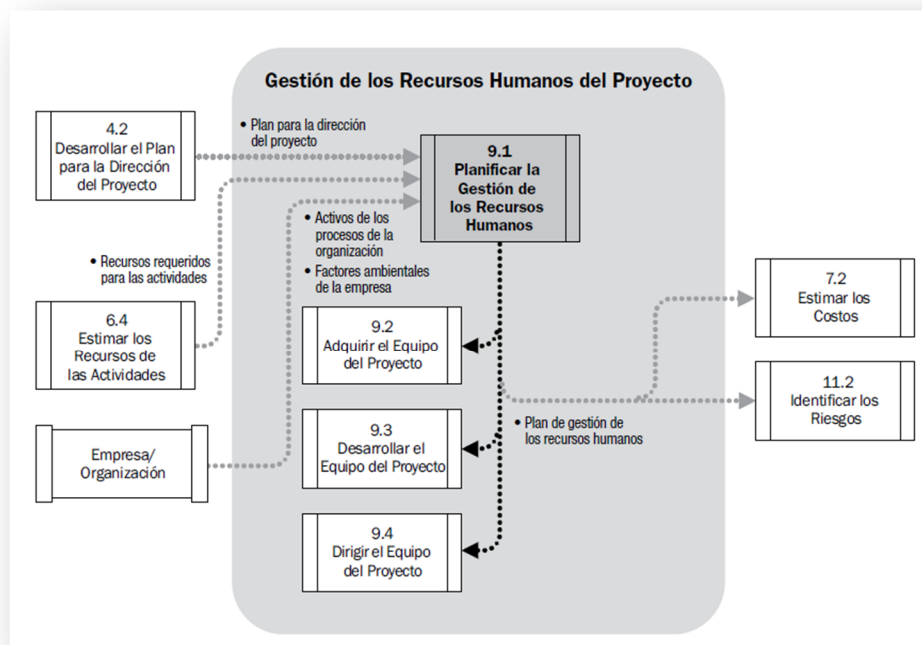 Gestión de los Recursos Humanos del Proyecto
4.2
Desarrollar el Plan
para la Dirección
del Proyecto
• Plan para la dirección
del proyecto
9.1
Planificar la
Gestión de
los Recursos
Humanos
• Activos de los
procesos de la
organización
• Factores ambientales
de la empresa
• Recursos requeridos
para las actividades
6.4
Estimar los
Recursos de
las Actividades
9.2
Adquirir el Equipo
del Proyecto
7.2
Estimar los
Costos
11.2
Identificar los
Riesgos
• Plan de gestión de
los recursos humanos
Empresa/
Organización
9.3
Desarrollar el
Equipo del Proyecto
9.4
Dirigir el Equipo
del Proyecto